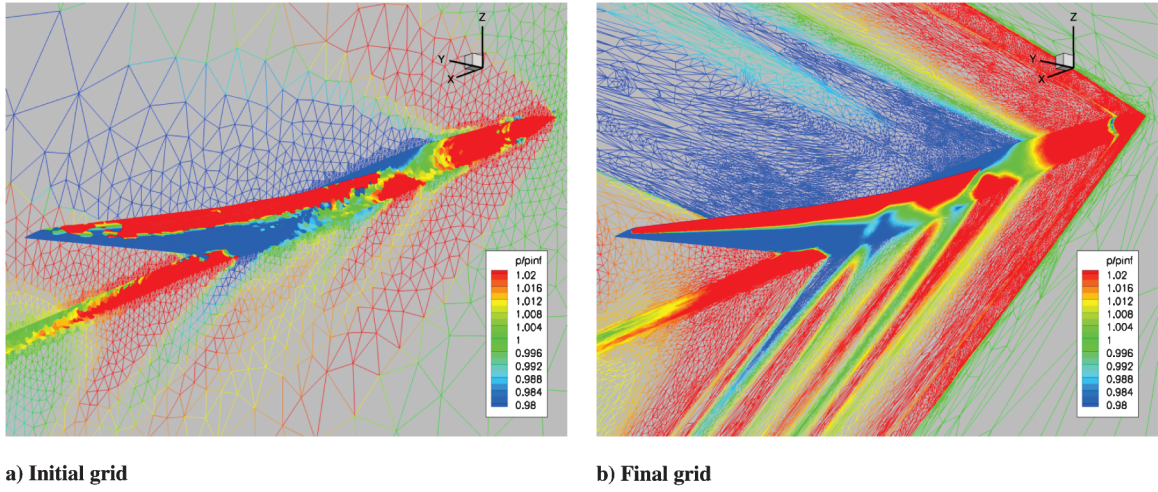 Z
Y
X
p/pinf
1.02
1.016
1.012
1.008
1.004
1
0.996
0.992
0.988
0.984
0.98
a) Initial grid
Z
Y
X
p/pinf
1.02
1.016
1.012
1.008
1.004
1
0.996
0.992
0.988
0.984
0.98
b) Final grid